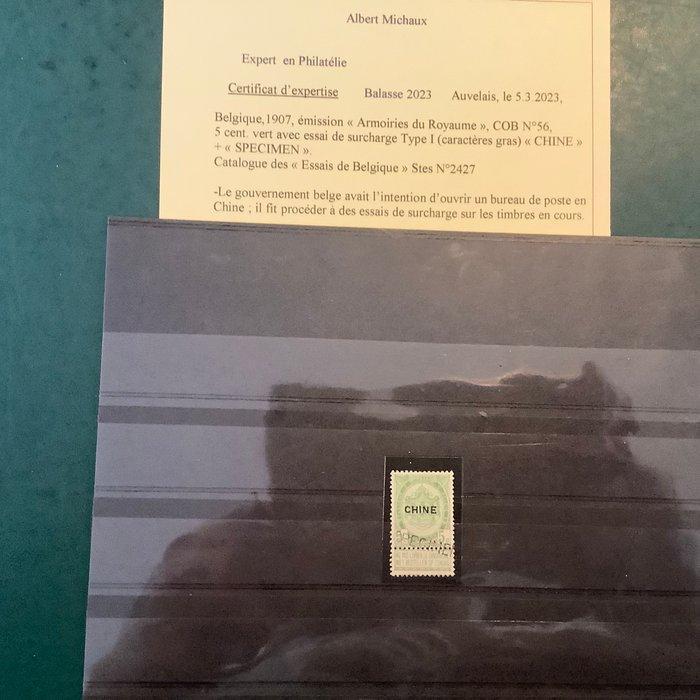 Albert Michaux
Expert en Philatélie
Certificat d'expertise Balasse 2023 Auvelais, le 5.3.2023,
Belgique,1907, émission « Armoiries du Royaume », COB N°56,
5 cent. vert avec essai de surcharge Type I (caractères gras) « CHINE »
+ « SPECIMEN ».
Catalogue des « Essais de Belgique » Stes N°2427
-Le gouvernement belge avait l'intention d'ouvrir un bureau de poste en
Chine ; il fit procéder à des essais de surcharge sur les timbres en cours.
CHINE
SPECIMEN